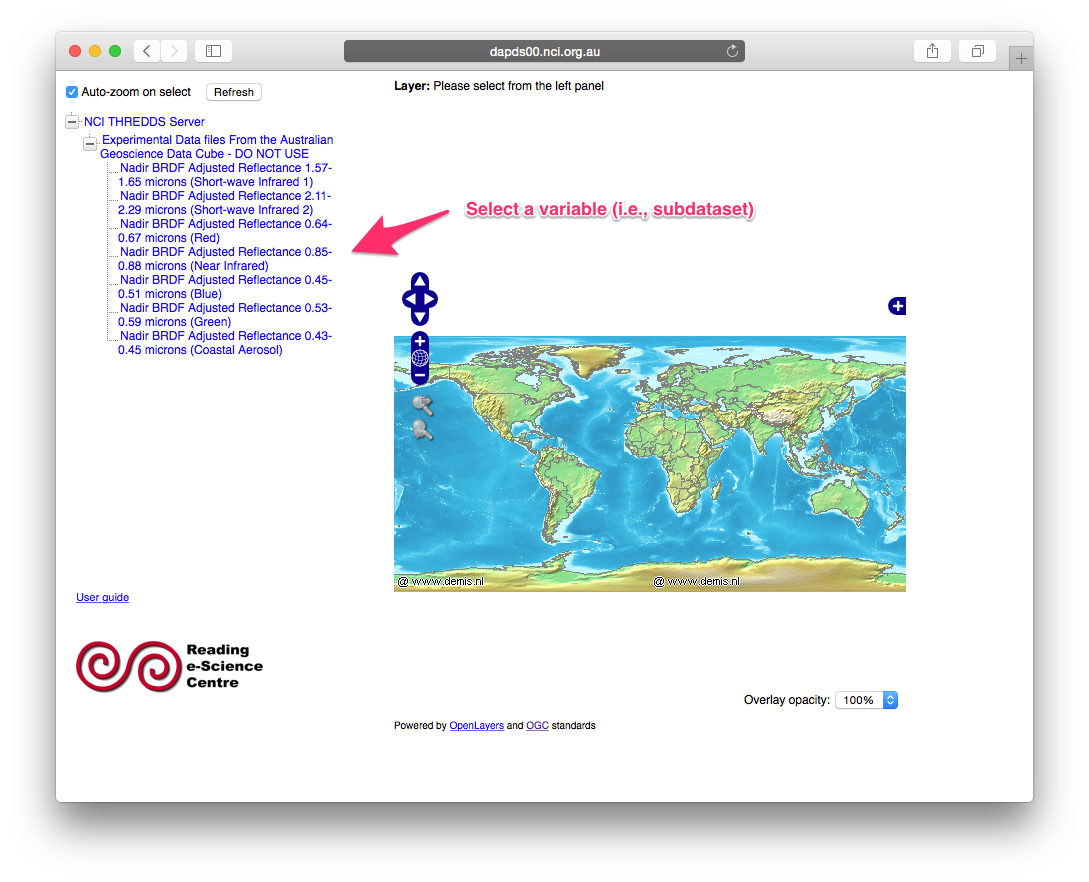 dapds00.nci.org.au
Auto-zoom on select
Refresh
Layer: Please select from the left panel
NCI THREDDS Server
Experimental Data files From the Australian
Geoscience Data Cube - DO NOT USE
Nadir BRDF Adjusted Reflectance 1.57-
1.65 microns (Short-wave Infrared 1)
Nadir BRDF Adjusted Reflectance 2.11-
2.29 microns (Short-wave Infrared 2)
Nadir BRDF Adjusted Reflectance 0.64-
0.67 microns (Red)
Nadir BRDF Adjusted Reflectance 0.85-
0.88 microns (Near Infrared)
Nadir BRDF Adjusted Reflectance 0.45-
0.51 microns (Blue)
Nadir BRDF Adjusted Reflectance 0.53-
0.59 microns (Green)
Nadir BRDF Adjusted Reflectance 0.43-
0.45 microns (Coastal Aerosol)
Select a variable (i.e., subdataset)
@ www.demis.nl
@ www.demis.nl
User guide
Reading
e-Science
Centre
Overlay opacity: 100%
Powered by OpenLayers and OGC standards